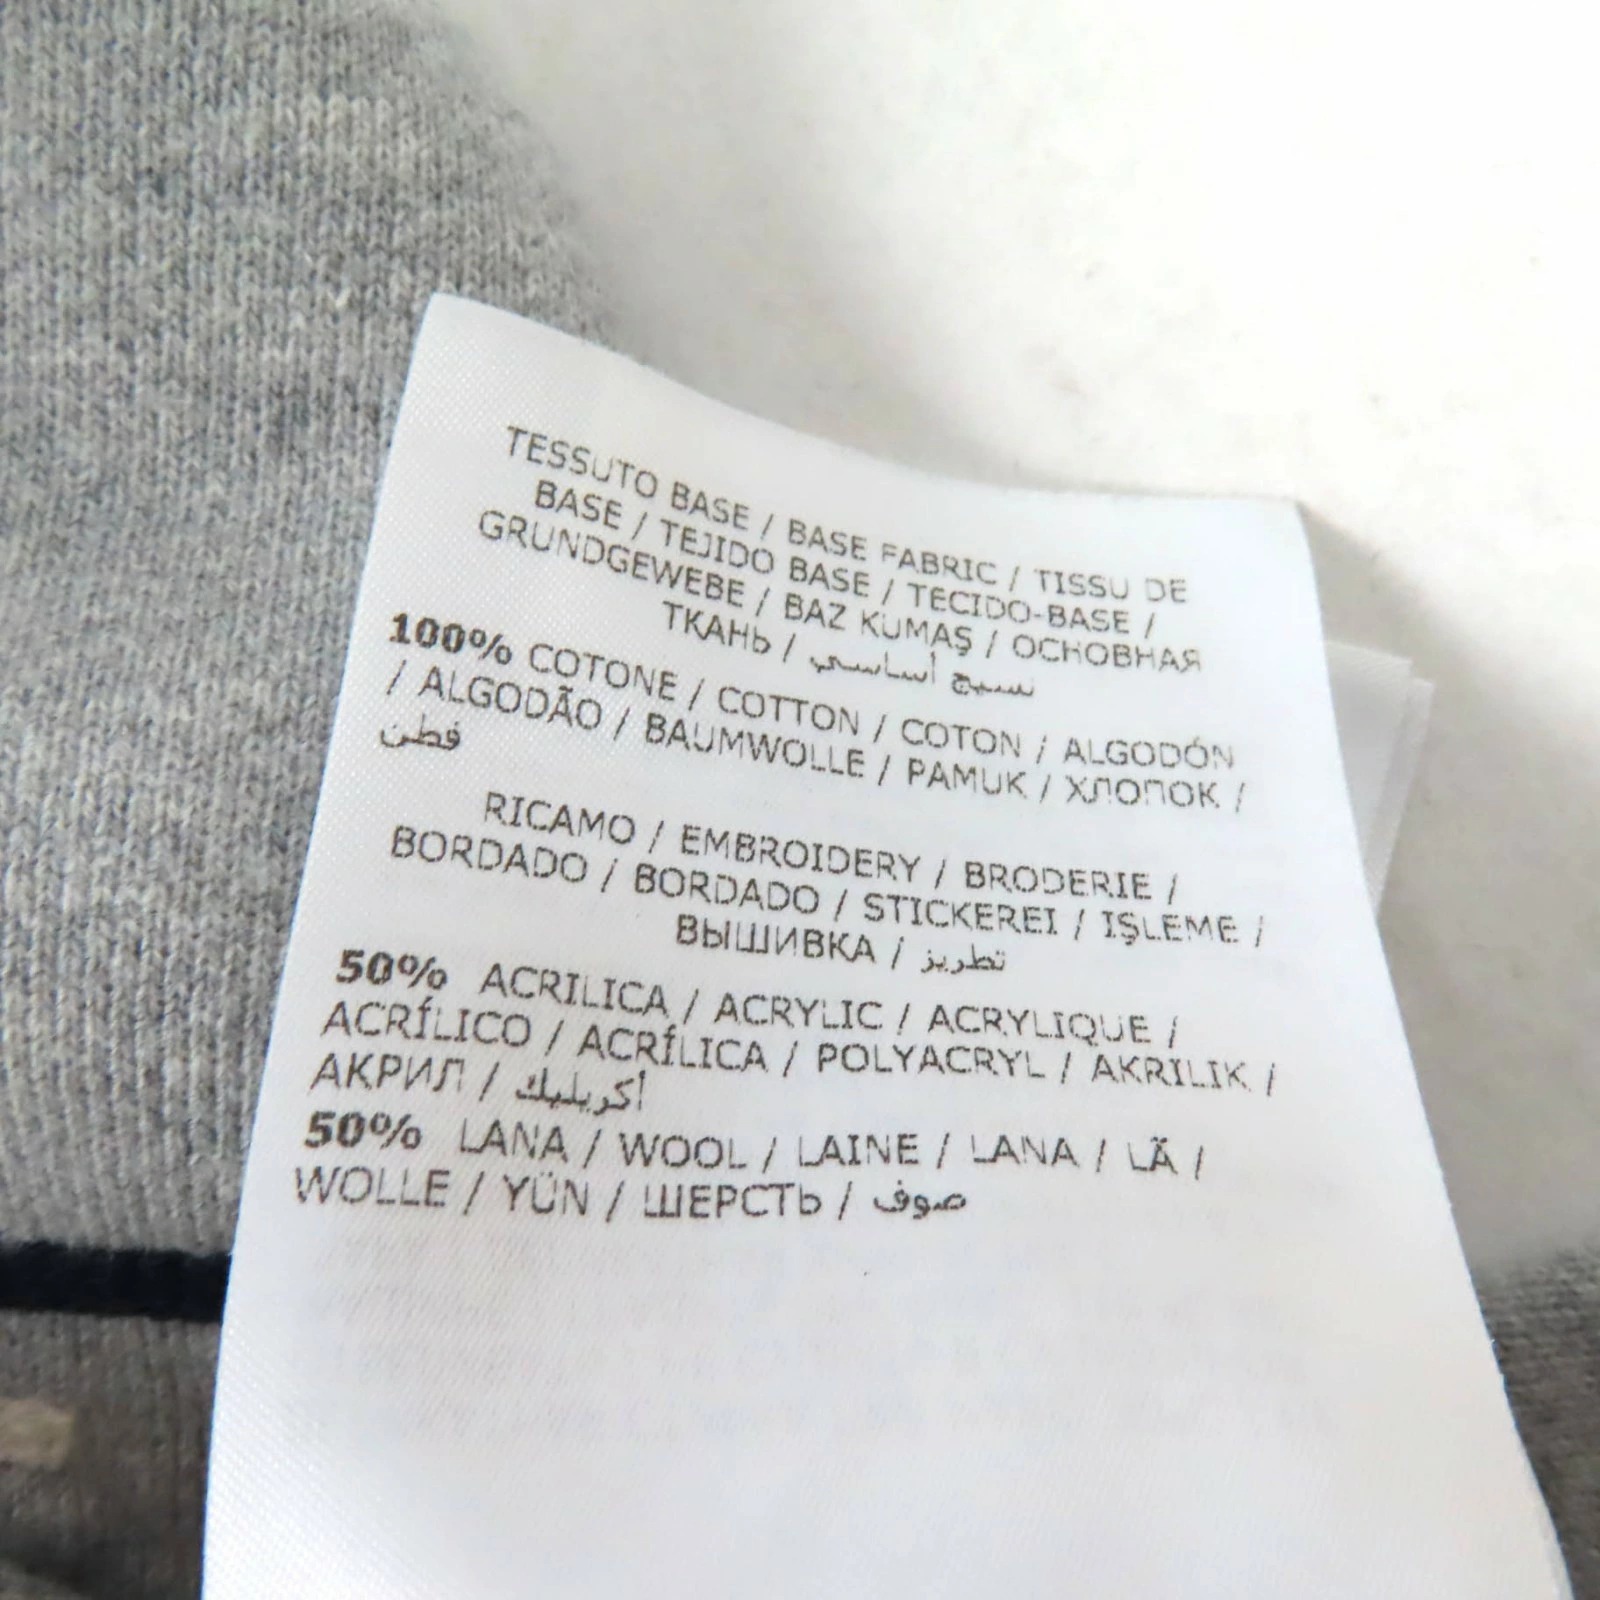 TESSUTO BASE / BASE FABRIC / TISSU DE
BASE / TEJIDO BASE / TECIDO-BASE /
GRUNDGEWEBE / BAZ KUMAŞ / ОСНОВНАЯ
ТКАНЬ / نسيج أساسي
100% COTONE / COTTON / COTON / ALGODÓN
/ ALGODÃO / BAUMWOLLE / PAMUK / ХЛОПОК /
قطن
RICAMO / EMBROIDERY / BRODERIE /
BORDADO / BORDADO / STICKEREI / IŞLEME /
ВЫШИВКА / تطريز
50% ACRILICA / ACRYLIC / ACRYLIQUE /
ACRÍLICO / ACRÍLICA / POLYACRYL / AKRILIK /
АКРИЛ / أكريليك
50% LANA / WOOL / LAINE / LANA / LÃ /
WOLLE / YÜN / ШЕРСТЬ / صوف